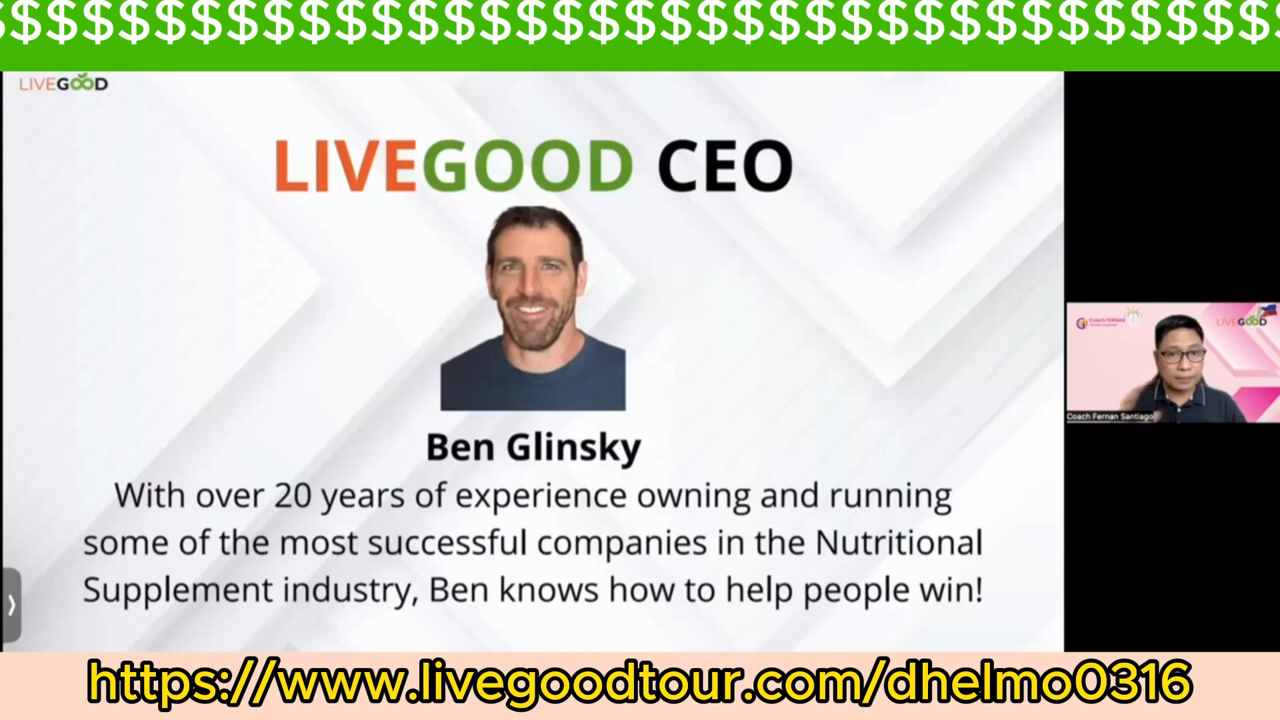 $$$$$$$$$$$$$$$$$$$$$$$$$$$$$$$$$$$
LIVEGOOD
LIVEGOOD CEO
Ben Glinsky
With over 20 years of experience owning and running
some of the most successful companies in the Nutritional
Supplement industry, Ben knows how to help people win!
LIVEGOOD
Coach Fernan Santiago
https://www.livegoodtour.com/dhelmo0316